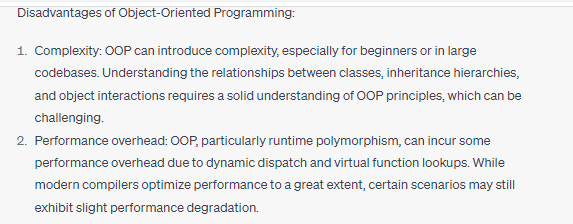 Disadvantages of Object-Oriented Programming:
1. Complexity: OOP can introduce complexity, especially for beginners or in large
codebases. Understanding the relationships between classes, inheritance hierarchies,
and object interactions requires a solid understanding of OOP principles, which can be
challenging.
2. Performance overhead: OOP, particularly runtime polymorphism, can incur some
performance overhead due to dynamic dispatch and virtual function lookups. While
modern compilers optimize performance to a great extent, certain scenarios may still
exhibit slight performance degradation.